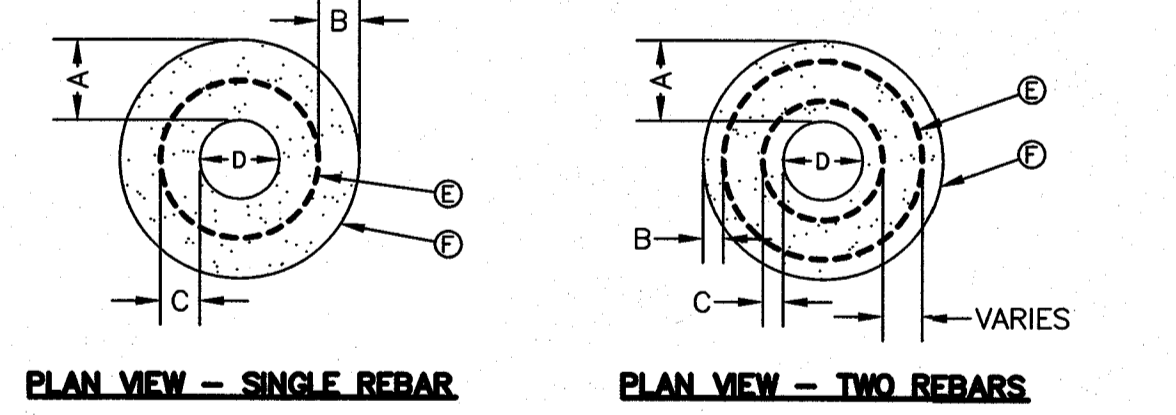 B
A
D
E
F
C
PLAN VIEW – SINGLE REBAR
A
D
E
F
B
C
VARIES
PLAN VIEW – TWO REBARS